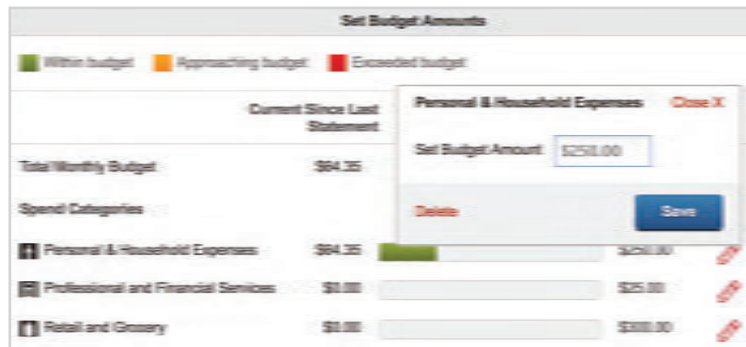 Set Budget Amounts
Within budget Approaching budget Exceeded budget
Current Since Last
Statement
Personal & Household Expenses Close X
Set Budget Amount $250.00
Delete Save
Total Monthly Budget $64.35
Spend Categories
Personal & Household Expenses $64.35 $250.00
Professional and Financial Services $0.00 $25.00
Retail and Grocery $0.00 $300.00